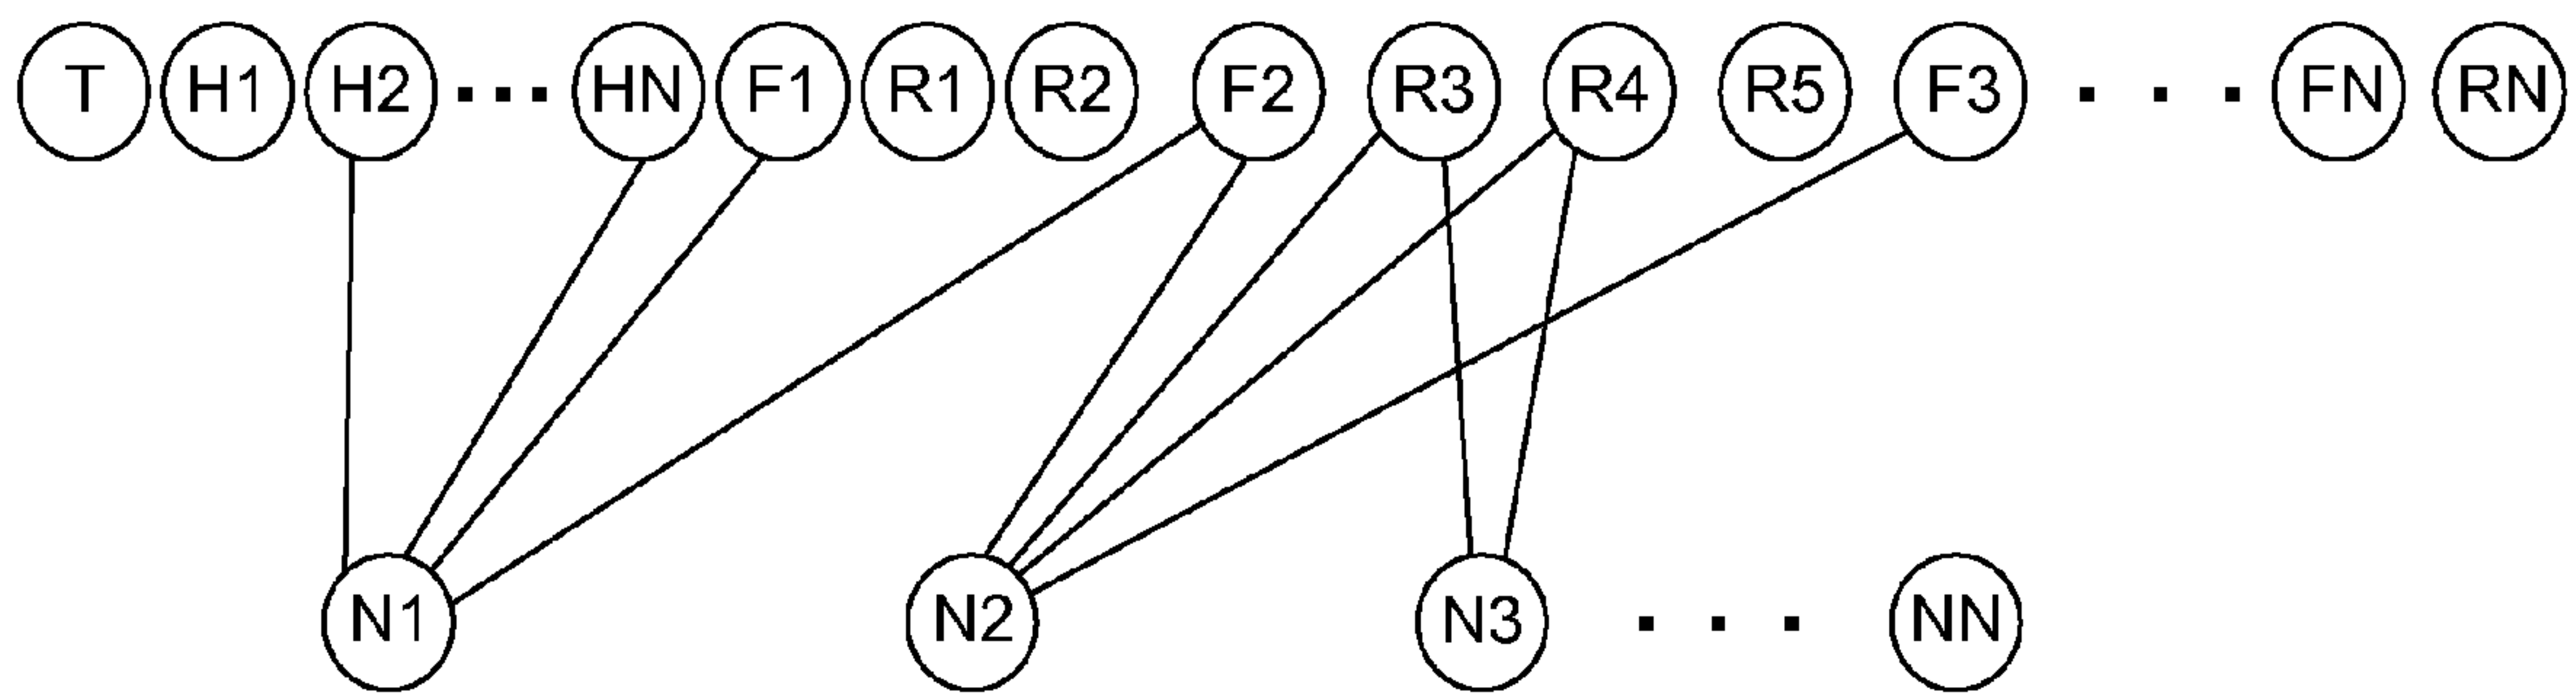 T H1 H2 ... HN F1 R1 R2 F2 R3 R4 R5 F3 . . . FN RN
N1 N2 N3 . . . NN